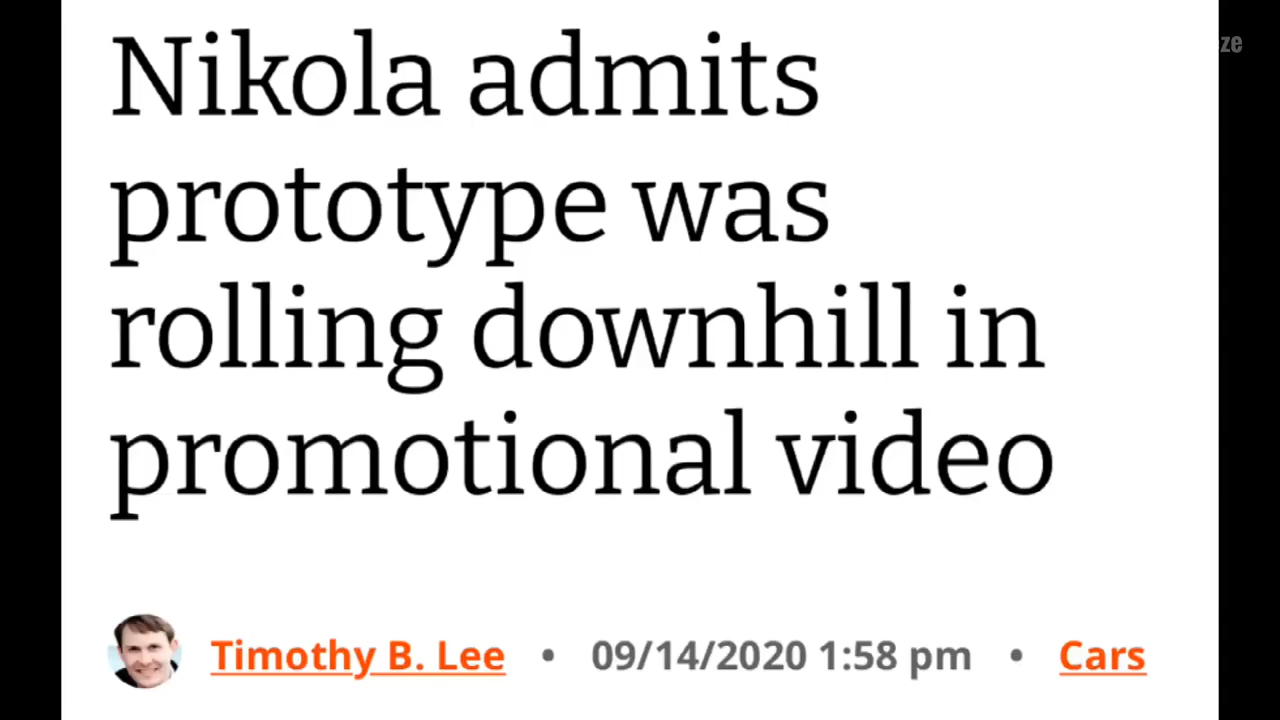 Nikola admits
prototype was
rolling downhill in
promotional video
Timothy B. Lee • 09/14/2020 1:58 pm • Cars